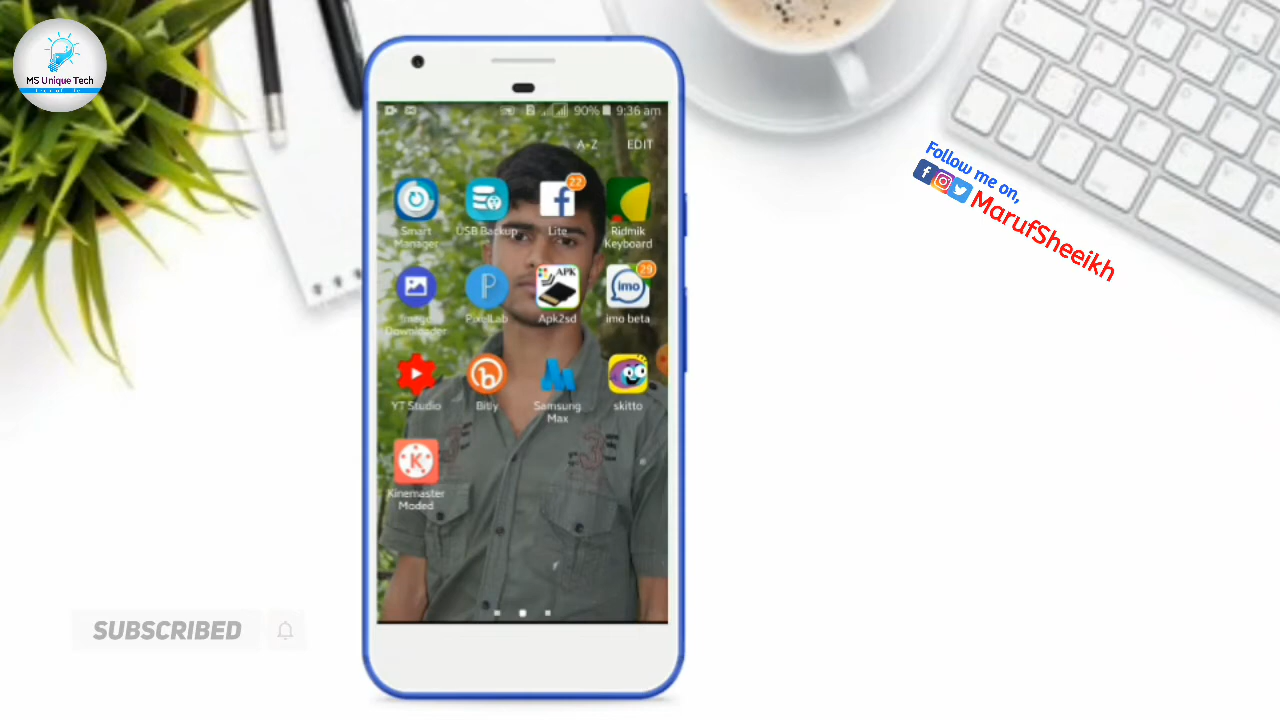 MS Unique Tech
90% 9:36 am
A-Z EDIT
22
Smart
Manager
USB Backup
Lite
Ridmik
Keyboard
APK
29
imo
Image
Downloader
PixelLab
Apk2sd
imo beta
YT Studio
Bitly
Samsung
Max
skitto
K
Kinemaster
Moded
Follow me on,
MarufSheeikh
SUBSCRIBED